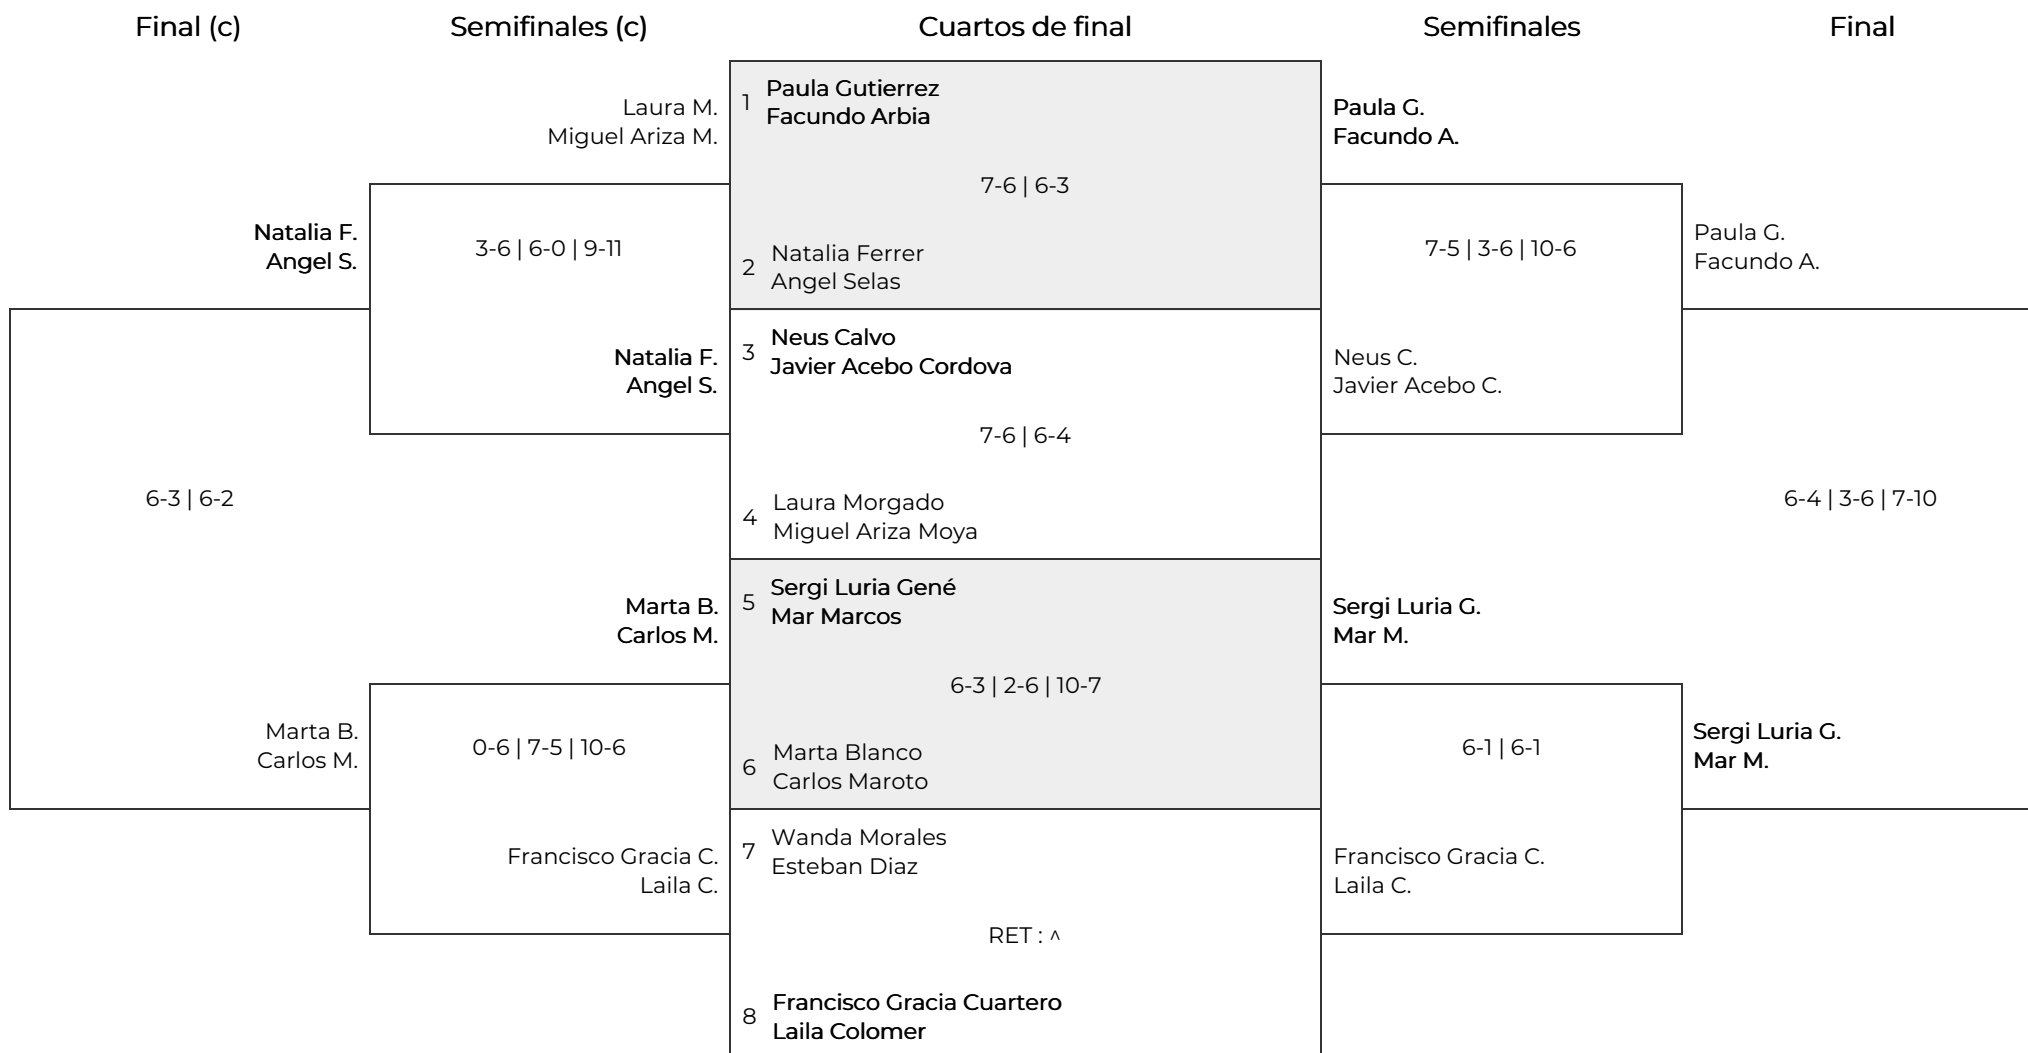 Final (c)
Semifinales (c)
Cuartos de final
Semifinales
Final
Natalia F.
Angel S.
6-3 | 6-2
Marta B.
Carlos M.
Laura M.
Miguel Ariza M.
3-6 | 6-0 | 9-11
Natalia F.
Angel S.
Marta B.
Carlos M.
0-6 | 7-5 | 10-6
Francisco Gracia C.
Laila C.
1
Paula Gutierrez
Facundo Arbia
7-6 | 6-3
2
Natalia Ferrer
Angel Selas
3
Neus Calvo
Javier Acebo Cordova
7-6 | 6-4
4
Laura Morgado
Miguel Ariza Moya
5
Sergi Luria Gené
Mar Marcos
6-3 | 2-6 | 10-7
6
Marta Blanco
Carlos Maroto
7
Wanda Morales
Esteban Diaz
RET : ^
8
Francisco Gracia Cuartero
Laila Colomer
Paula G.
Facundo A.
7-5 | 3-6 | 10-6
Neus C.
Javier Acebo C.
Sergi Luria G.
Mar M.
6-1 | 6-1
Francisco Gracia C.
Laila C.
Paula G.
Facundo A.
6-4 | 3-6 | 7-10
Sergi Luria G.
Mar M.